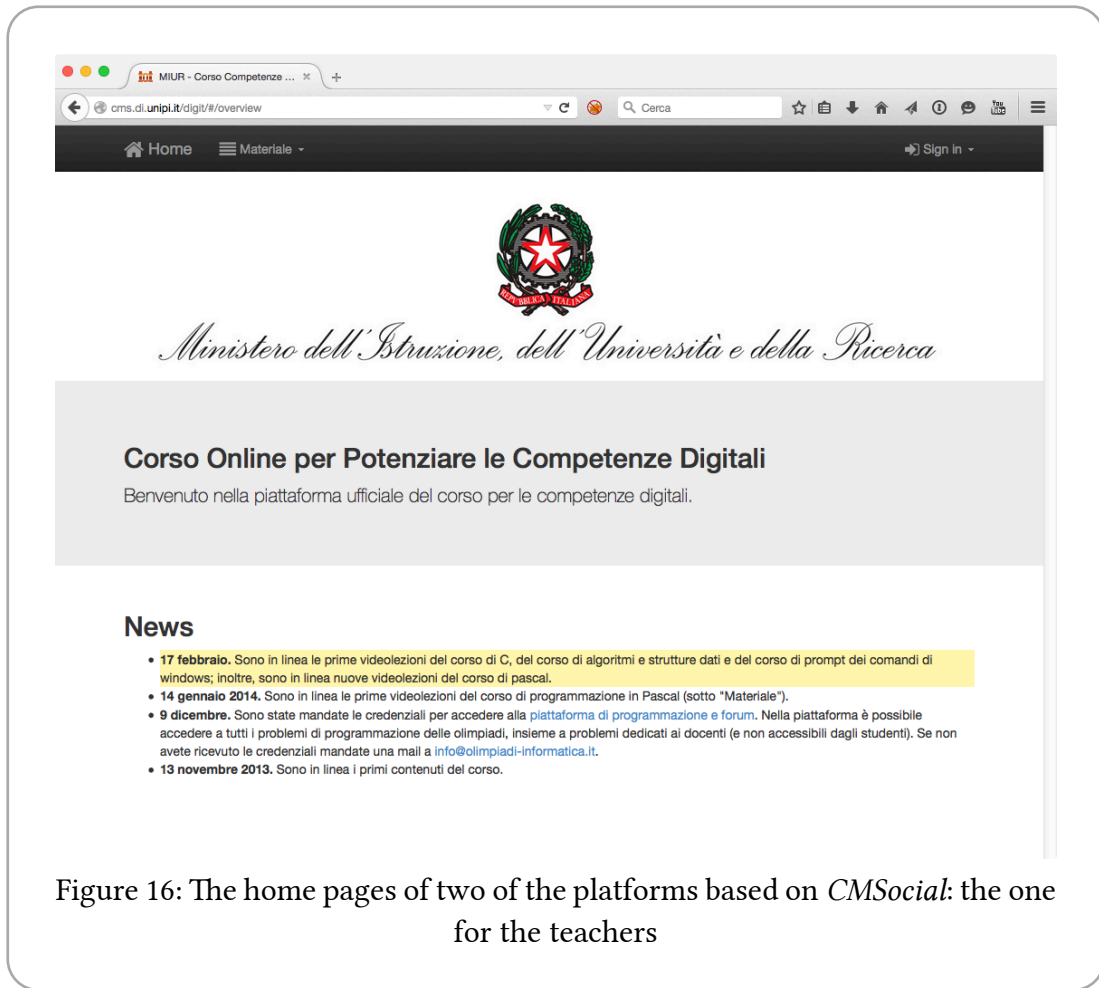 MIUR - Corso Competenze ...
cms.di.unipi.it/digit/#/overview
Cerca
You
Tube
Home
Materiale
Sign in
REPUBBLICA ITALIANA
Ministero dell'Istruzione, dell'Università e della Ricerca
Corso Online per Potenziare le Competenze Digitali
Benvenuto nella piattaforma ufficiale del corso per le competenze digitali.
News
• 17 febbraio. Sono in linea le prime videolezioni del corso di C, del corso di algoritmi e strutture dati e del corso di prompt dei comandi di
windows; inoltre, sono in linea nuove videolezioni del corso di pascal.
• 14 gennaio 2014. Sono in linea le prime videolezioni del corso di programmazione in Pascal (sotto "Materiale").
• 9 dicembre. Sono state mandate le credenziali per accedere alla piattaforma di programmazione e forum. Nella piattaforma è possibile
accedere a tutti i problemi di programmazione delle olimpiadi, insieme a problemi dedicati ai docenti (e non accessibili dagli studenti). Se non
avete ricevuto le credenziali mandate una mail a info@olimpiadi-informatica.it.
• 13 novembre 2013. Sono in linea i primi contenuti del corso.
Figure 16: The home pages of two of the platforms based on CMSocial: the one
for the teachers